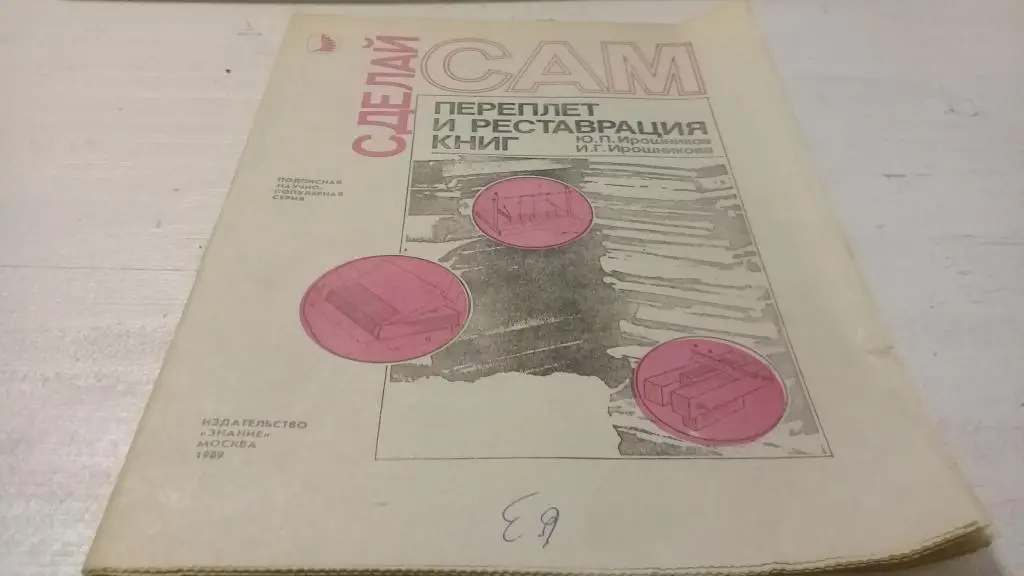 СДЕЛАЙ
САМ
ПЕРЕПЛЕТ
И РЕСТАВРАЦИЯ
КНИГ
Ю.П. Ирошников
И.Г. Ирошникова
ПОДПИСНАЯ
НАУЧНО-
ПОПУЛЯРНАЯ
СЕРИЯ
ИЗДАТЕЛЬСТВО
«ЗНАНИЕ»
МОСКВА
1989